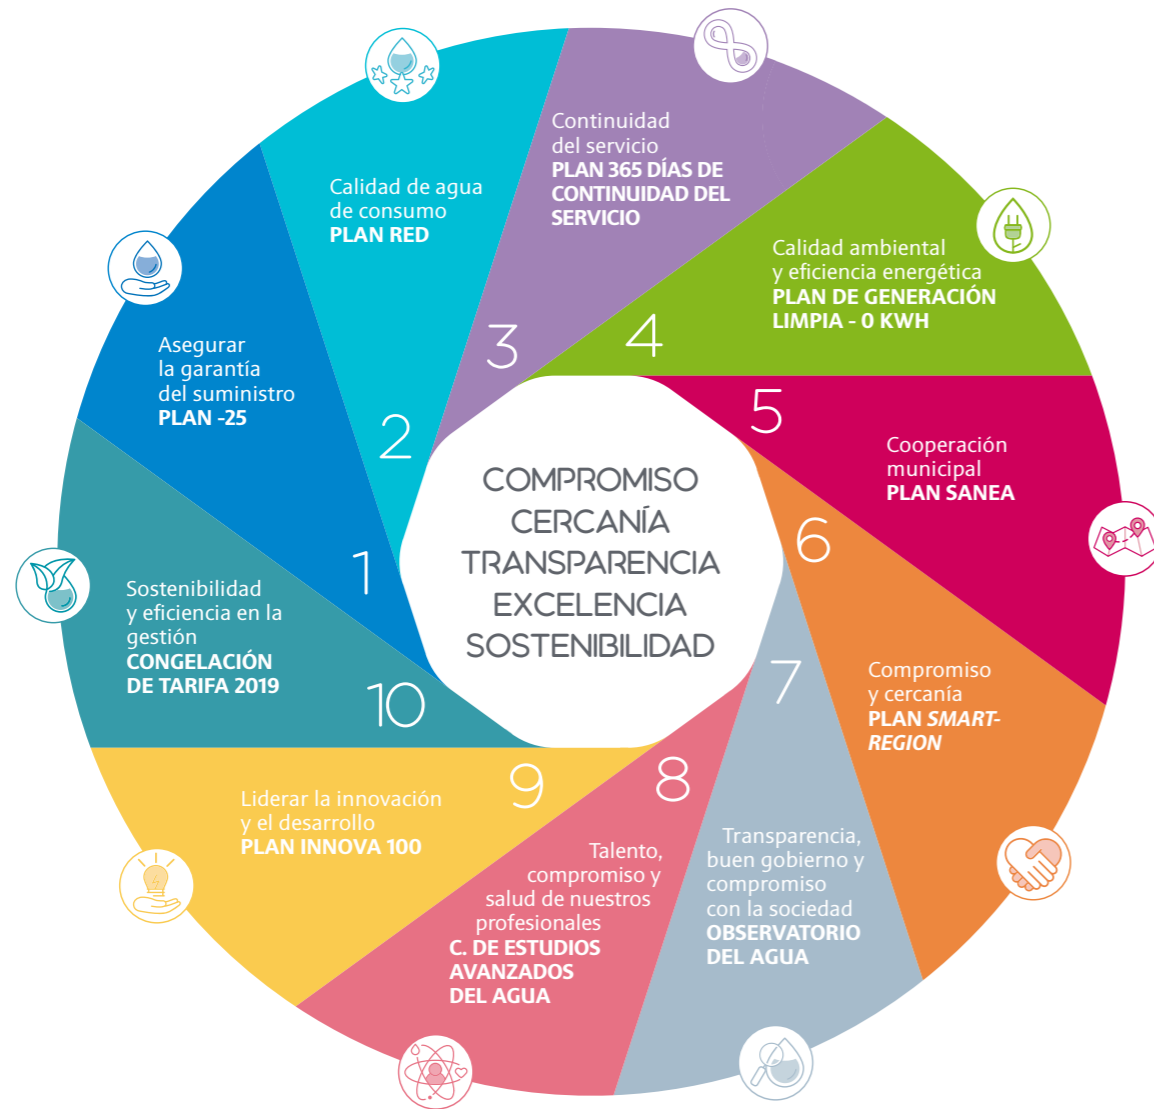 1
Asegurar
la garantía
del suministro
PLAN -25
2
Calidad de agua
de consumo
PLAN RED
3
Continuidad
del servicio
PLAN 365 DÍAS DE
CONTINUIDAD DEL
SERVICIO
4
Calidad ambiental
y eficiencia energética
PLAN DE GENERACIÓN
LIMPIA - 0 KWH
5
Cooperación
municipal
PLAN SANEA
6
Compromiso
y cercanía
PLAN SMART-
REGION
7
Transparencia,
buen gobierno y
compromiso
con la sociedad
OBSERVATORIO
DEL AGUA
8
Talento,
compromiso y
salud de nuestros
profesionales
C. DE ESTUDIOS
AVANZADOS
DEL AGUA
9
Liderar la innovación
y el desarrollo
PLAN INNOVA 100
10
Sostenibilidad
y eficiencia en la
gestión
CONGELACIÓN
DE TARIFA 2019
COMPROMISO
CERCANÍA
TRANSPARENCIA
EXCELENCIA
SOSTENIBILIDAD